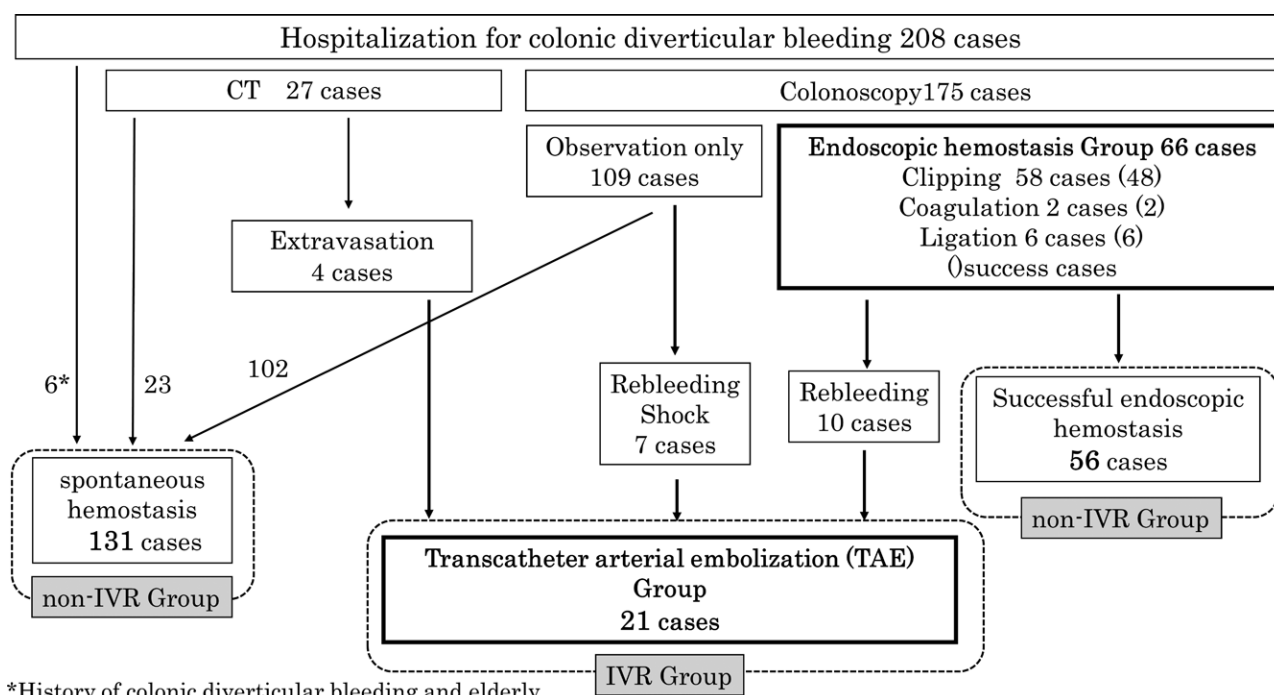 Hospitalization for colonic diverticular bleeding 208 cases
CT 27 cases
Colonoscopy175 cases
Observation only
109 cases
Endoscopic hemostasis Group 66 cases
Clipping 58 cases (48)
Coagulation 2 cases (2)
Ligation 6 cases (6)
()success cases
Extravasation
4 cases
6*
23
102
Rebleeding
Shock
7 cases
Rebleeding
10 cases
Successful endoscopic
hemostasis
56 cases
non-IVR Group
spontaneous
hemostasis
131 cases
non-IVR Group
Transcatheter arterial embolization (TAE)
Group
21 cases
IVR Group
*History of colonic diverticular bleeding and elderly